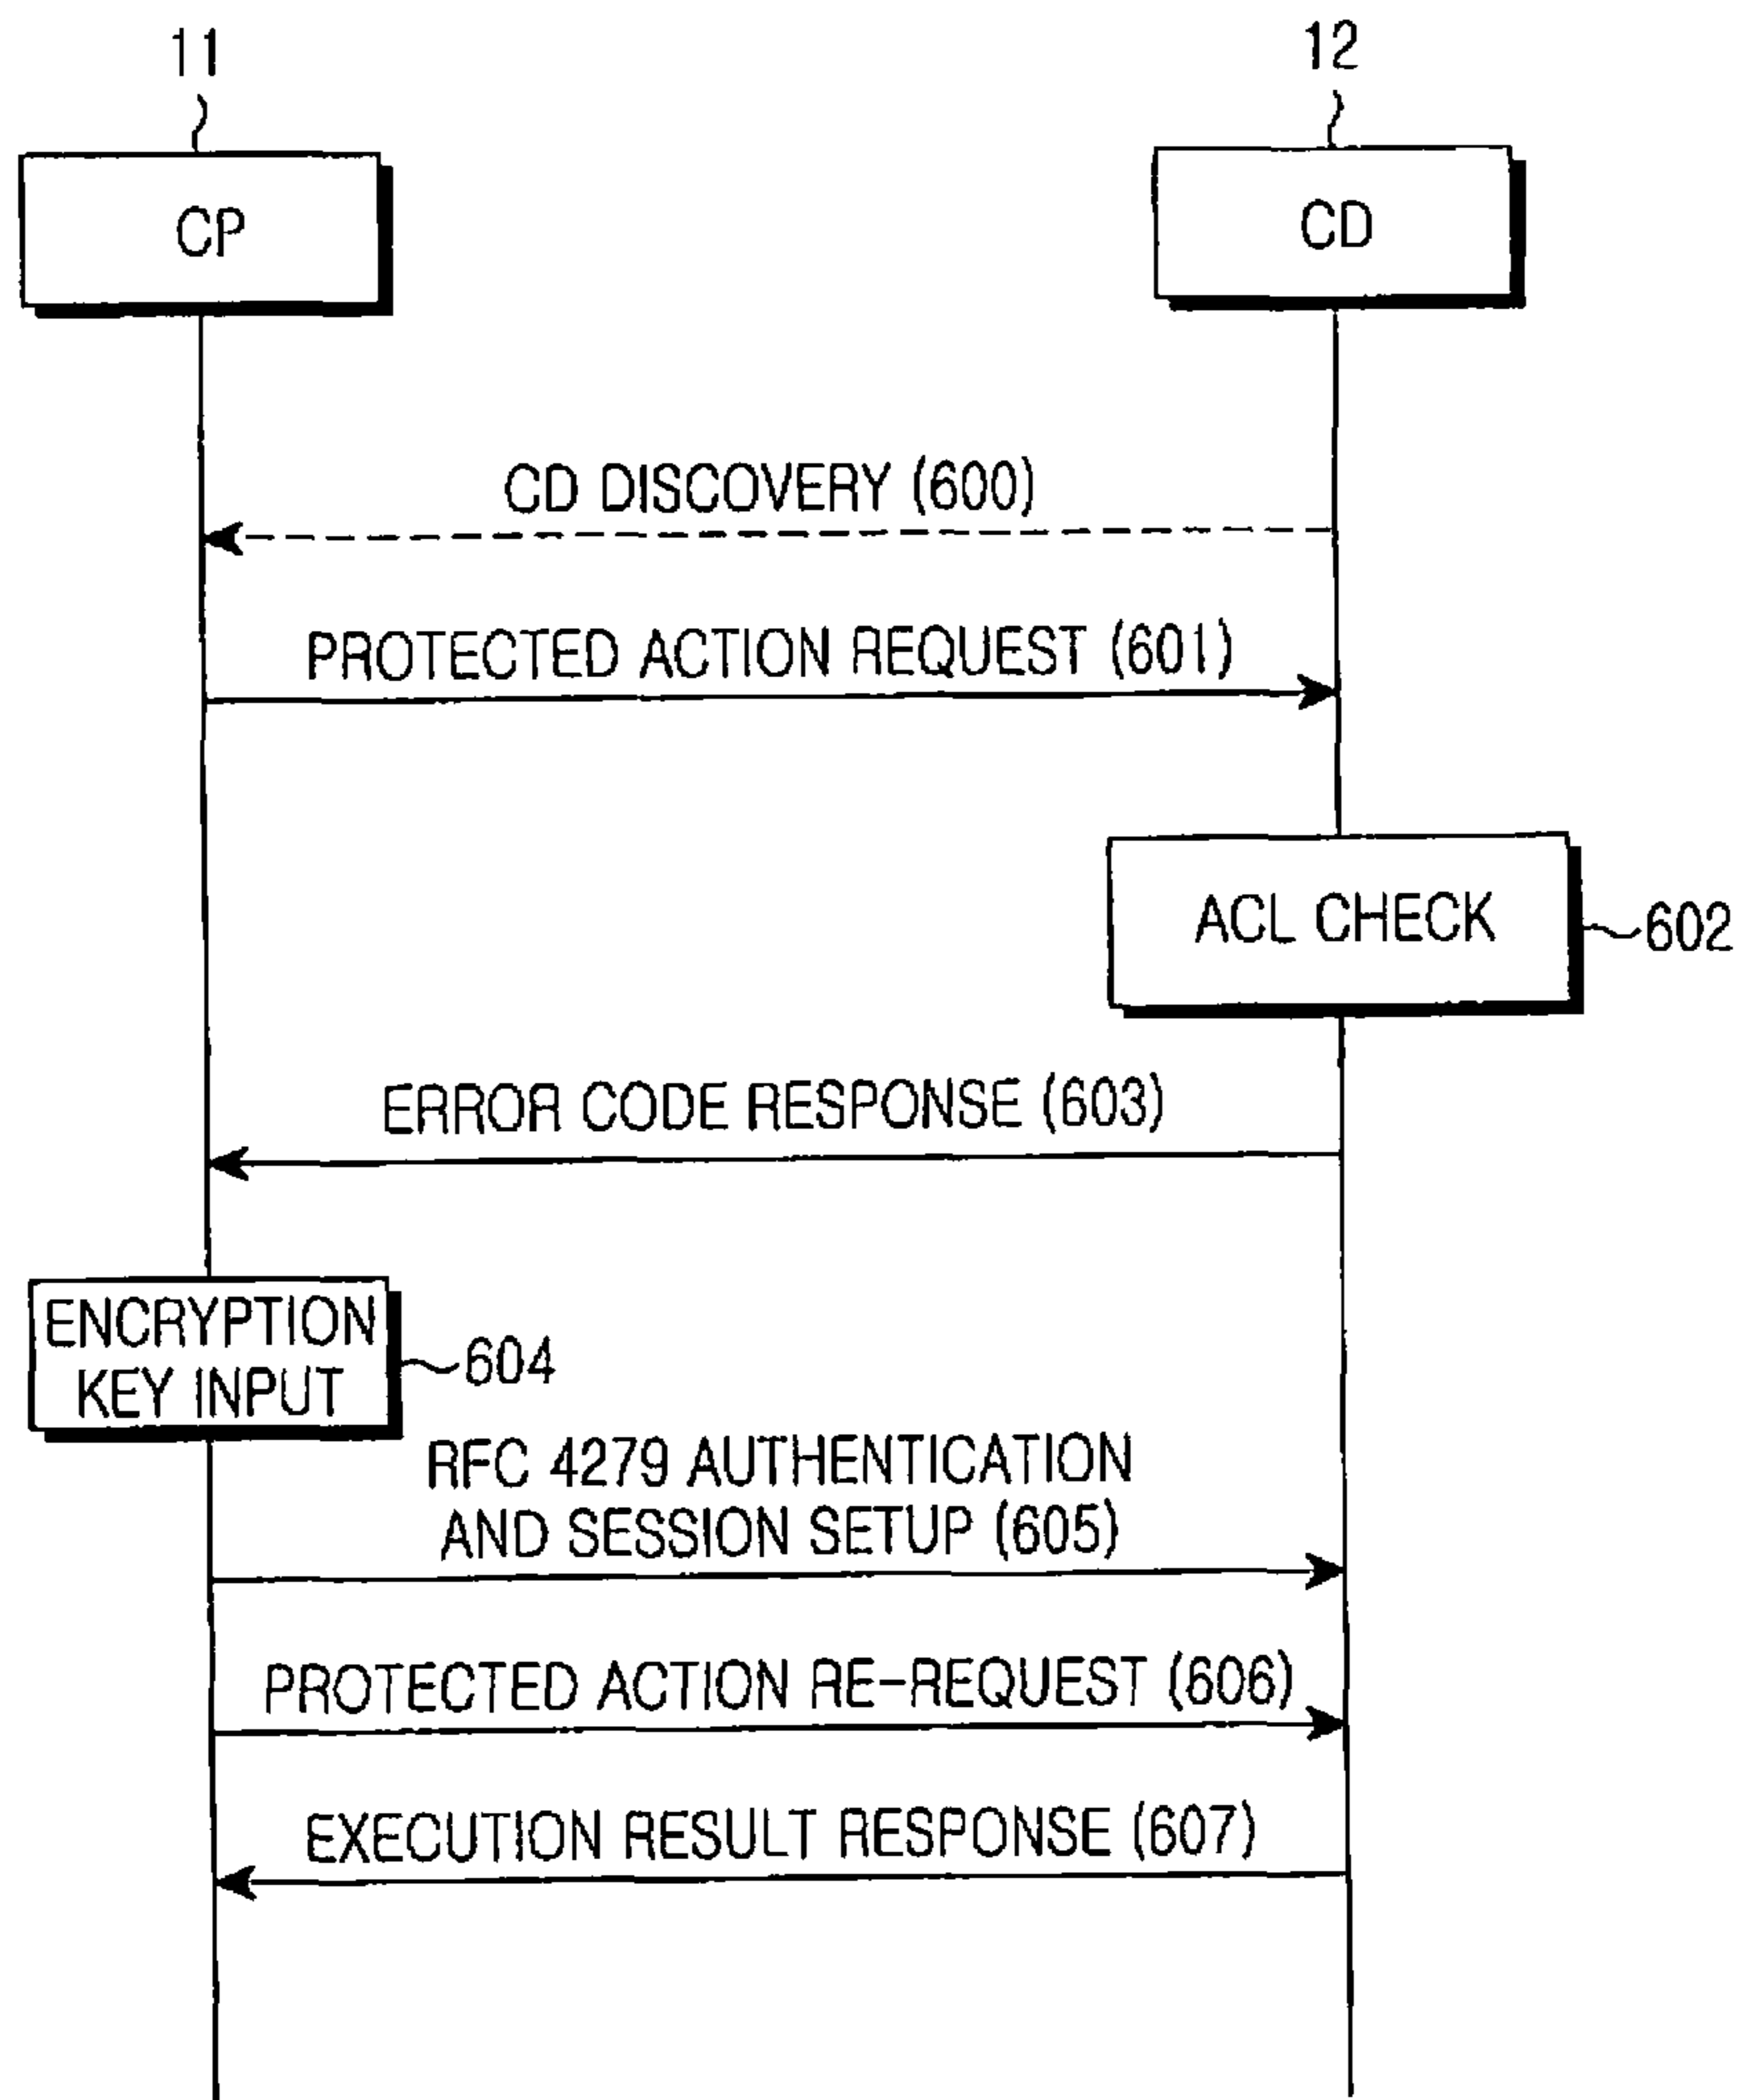 11
12
CP
CD
CD DISCOVERY (600)
PROTECTED ACTION REQUEST (601)
ACL CHECK
602
ERROR CODE RESPONSE (603)
ENCRYPTION
KEY INPUT
604
RFC 4279 AUTHENTICATION
AND SESSION SETUP (605)
PROTECTED ACTION RE-REQUEST (606)
EXECUTION RESULT RESPONSE (607)